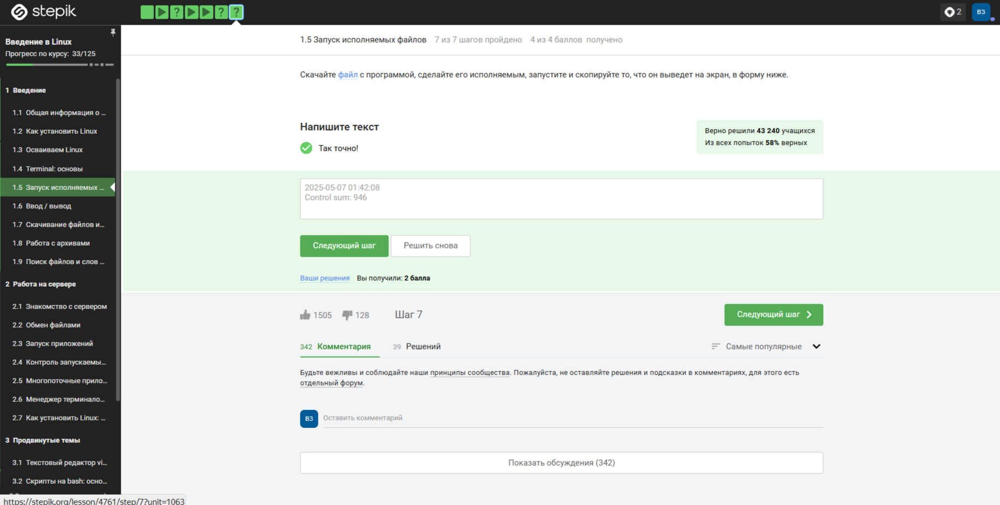 stepik
? ? ?
2
ВЗ
Введение в Linux
Прогресс по курсу: 33/125
1 Введение
1.1 Общая информация о ...
1.2 Как установить Linux
1.3 Осваиваем Linux
1.4 Terminal: основы
1.5 Запуск исполняемых ...
1.6 Ввод / вывод
1.7 Скачивание файлов и...
1.8 Работа с архивами
1.9 Поиск файлов и слов ...
2 Работа на сервере
2.1 Знакомство с сервером
2.2 Обмен файлами
2.3 Запуск приложений
2.4 Контроль запускаемы...
2.5 Многопоточные прило...
2.6 Менеджер терминало...
2.7 Как установить Linux: ...
3 Продвинутые темы
3.1 Текстовый редактор vi...
3.2 Скрипты на bash: осно...
https://stepik.org/lesson/4761/step/7?unit=1063
1.5 Запуск исполняемых файлов 7 из 7 шагов пройдено 4 из 4 баллов получено
Скачайте файл с программой, сделайте его исполняемым, запустите и скопируйте то, что он выведет на экран, в форму ниже.
Напишите текст
Так точно!
Верно решили 43 240 учащихся
Из всех попыток 58% верных
2025-05-07 01:42:08
Control sum: 946
Следующий шаг Решить снова
Ваши решения Вы получили: 2 балла
1505 128 Шаг 7
Следующий шаг
342 Комментария 39 Решений Самые популярные
Будьте вежливы и соблюдайте наши принципы сообщества. Пожалуйста, не оставляйте решения и подсказки в комментариях, для этого есть
отдельный форум.
ВЗ Оставить комментарий
Показать обсуждения (342)